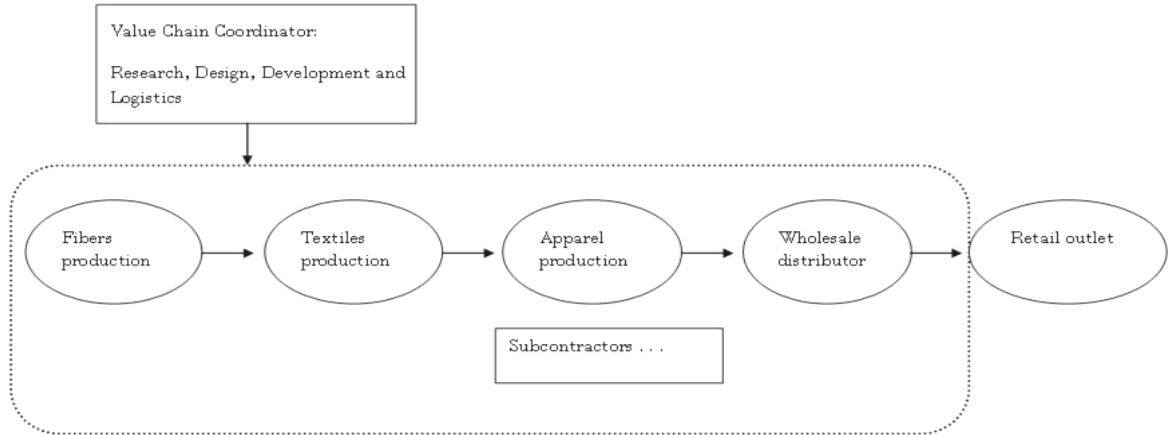 Value Chain Coordinator:
Research, Design, Development and
Logistics
Fibers
production
Textiles
production
Apparel
production
Wholesale
distributor
Retail outlet
Subcontractors . . .